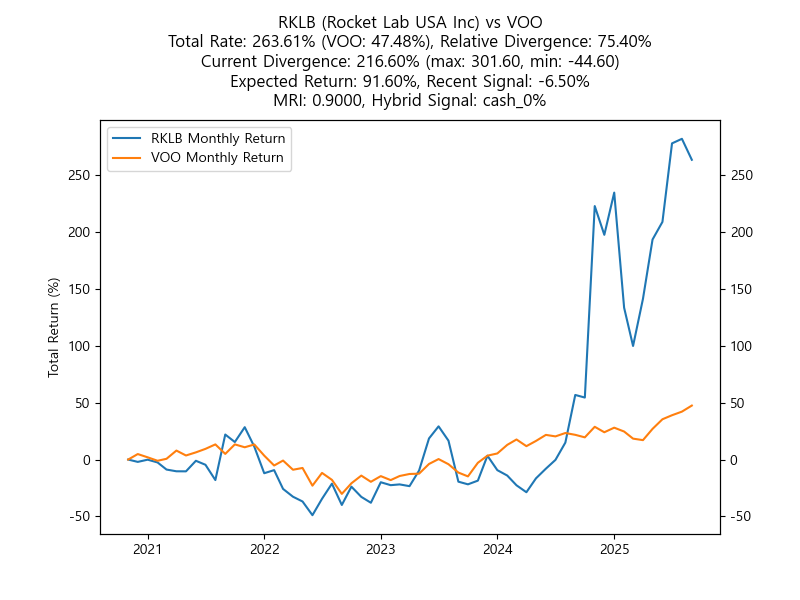 RKLB (Rocket Lab USA Inc) vs VOO
Total Rate: 263.61% (VOO: 47.48%), Relative Divergence: 75.40%
Current Divergence: 216.60% (max: 301.60, min: -44.60)
Expected Return: 91.60%, Recent Signal: -6.50%
MRI: 0.9000, Hybrid Signal: cash_0%
RKLB Monthly Return
VOO Monthly Return
Total Return (%)
250 250
200 200
150 150
100 100
50 50
0 0
-50 -50
2021 2022 2023 2024 2025